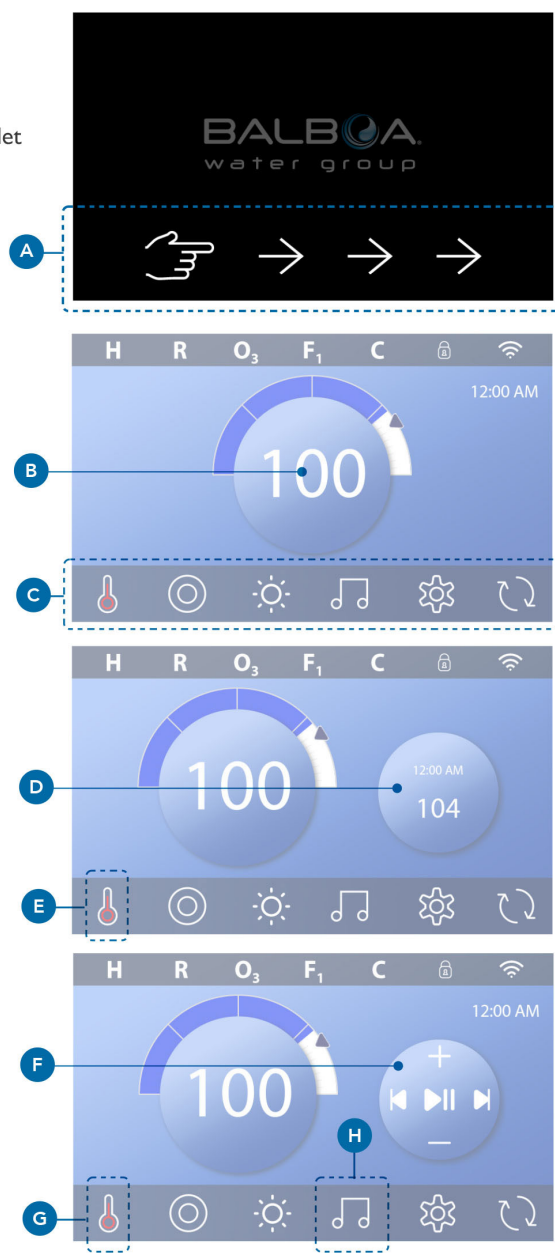 let
BALBOA.
water group
A
H R O₃ F₁ C
12:00 AM
B
100
C
H R O₃ F₁ C
12:00 AM
D
100
104
E
H R O₃ F₁ C
12:00 AM
F
100
H
G